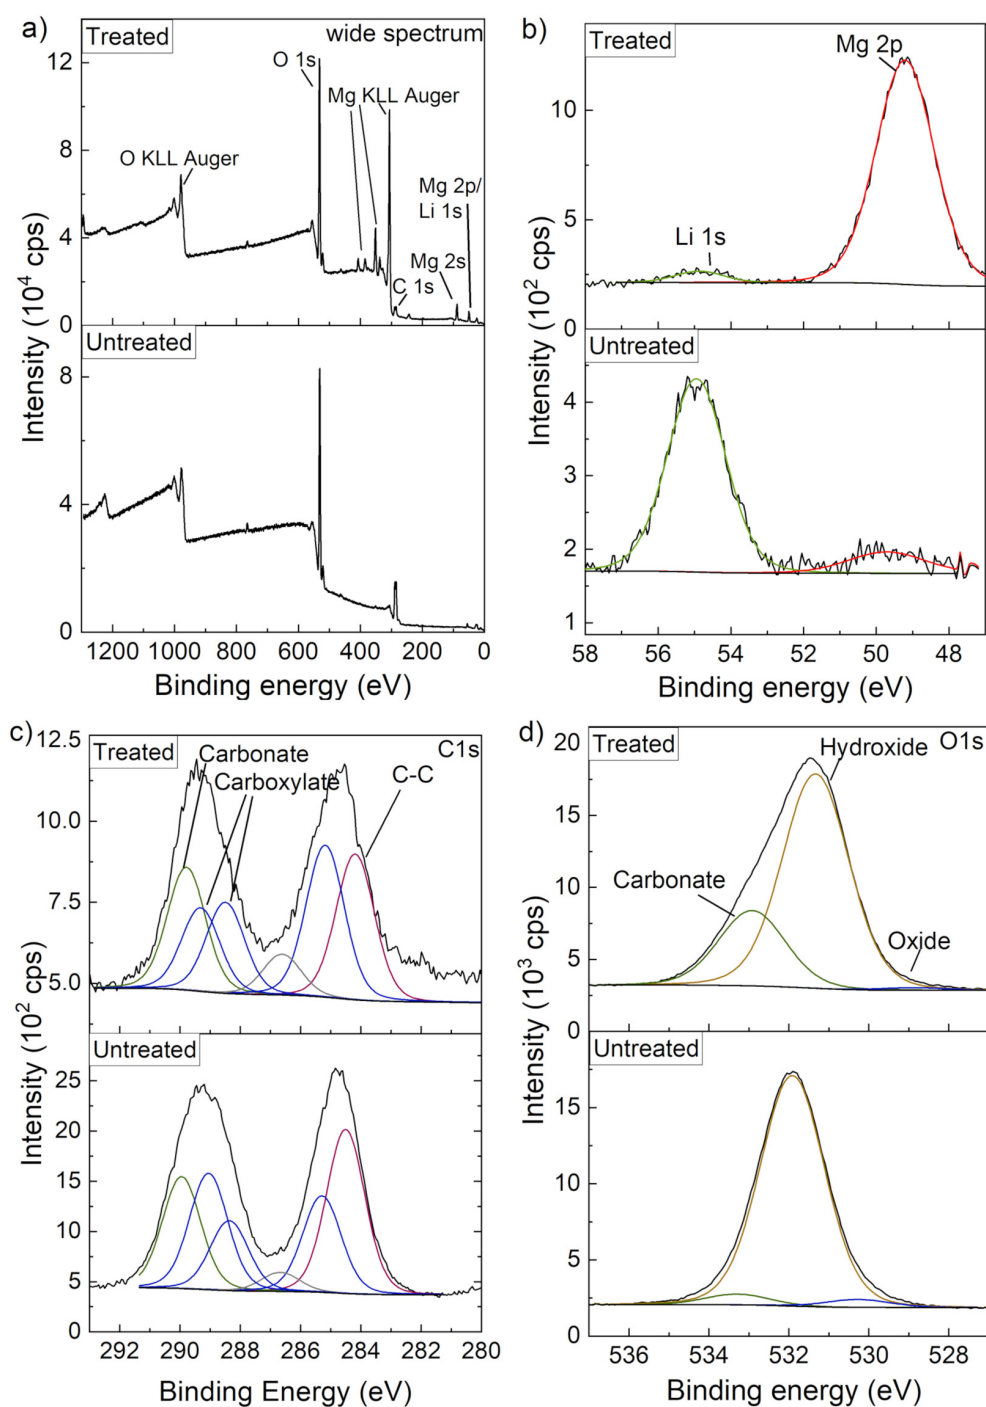 a)
Treated
wide spectrum
O 1s
Mg KLL Auger
O KLL Auger
Mg 2p/
Li 1s
Mg 2s
C 1s
12
8
4
0
Untreated
8
4
0
Intensity (10⁴ cps)
1200 1000 800 600 400 200 0
Binding energy (eV)
b)
Treated
Mg 2p
Li 1s
10
5
0
Untreated
4
3
2
1
Intensity (10² cps)
58 56 54 52 50 48
Binding energy (eV)
c)
Treated
C1s
Carbonate
Carboxylate
C-C
12.5
10.0
7.5
5.0
Untreated
25
20
15
10
5
0
Intensity (10² cps)
292 290 288 286 284 282 280
Binding Energy (eV)
d)
Treated
O1s
Hydroxide
Carbonate
Oxide
20
15
10
5
0
Untreated
15
10
5
0
Intensity (10³ cps)
536 534 532 530 528
Binding energy (eV)